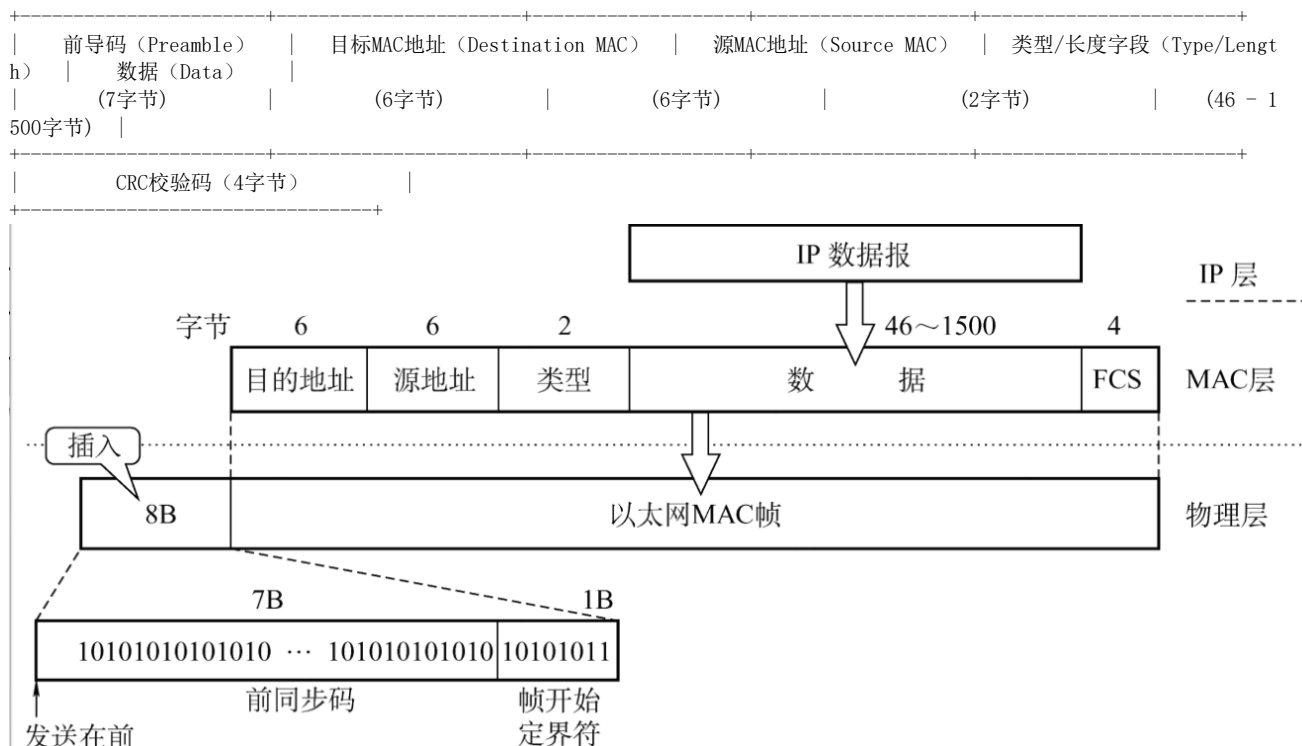 +-----------------------+-----------------------+--------------------+--------------------+------------------------+
|    前导码（Preamble）    |    目标MAC地址（Destination MAC）   |   源MAC地址（Source MAC）  |  类型/长度字段（Type/Lengt
h）   |    数据（Data）     |
|       (7字节)         |         (6字节)         |         (6字节)         |            (2字节)           |    (46 - 1
500字节)  |
+-----------------------+-----------------------+--------------------+--------------------+------------------------+
|         CRC校验码（4字节）          |
+---------------------------------+
IP 数据报
IP 层
字节 6 6 2 46～1500 4
目的地址 源地址 类型 数 据 FCS MAC层
插入
8B 以太网MAC帧 物理层
7B 1B
10101010101010 … 101010101010 10101011
前同步码 帧开始
定界符
发送在前